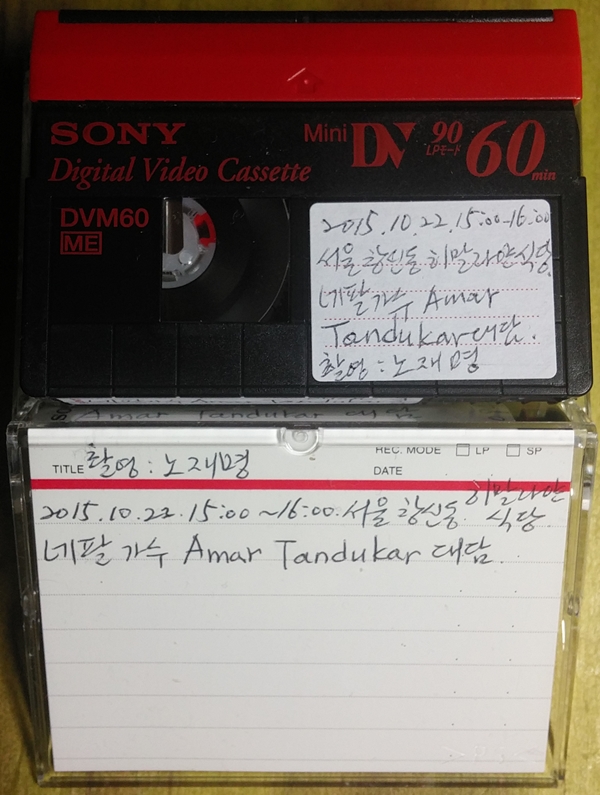 SONY
Digital Video Cassette
Mini DV 90 LPモード 60 min
DVM60
ME
2015.10.22.15:00-16:00
서울 창신동 히말라얀식당
네팔 가수 Amar
Tandukar 대담.
촬영 : 노재명
Amar Tandukar 대담
TITLE 촬영 : 노재명
REC. MODE LP SP
DATE
2015.10.22. 15:00 ~16:00. 서울 창신동 히말라얀
식당.
네팔 가수 Amar Tandukar 대담.